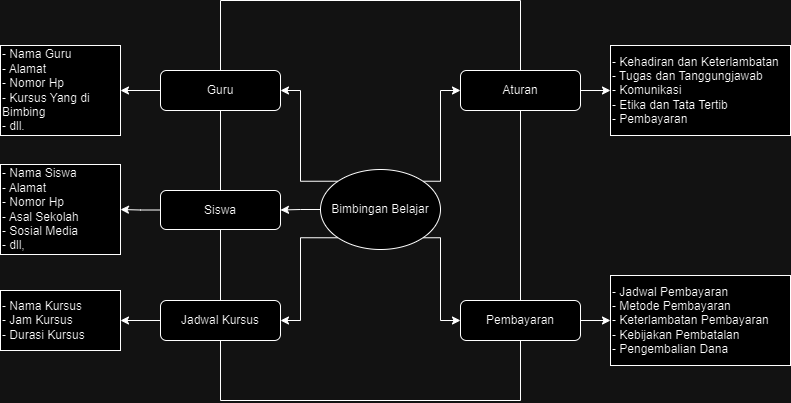 - Nama Guru
- Alamat
- Nomor Hp
- Kursus Yang di
Bimbing
- dll.
Guru
Aturan
- Kehadiran dan Keterlambatan
- Tugas dan Tanggungjawab
- Komunikasi
- Etika dan Tata Tertib
- Pembayaran
- Nama Siswa
- Alamat
- Nomor Hp
- Asal Sekolah
- Sosial Media
- dll,
Siswa
Bimbingan Belajar
- Nama Kursus
- Jam Kursus
- Durasi Kursus
Jadwal Kursus
Pembayaran
- Jadwal Pembayaran
- Metode Pembayaran
- Keterlambatan Pembayaran
- Kebijakan Pembatalan
- Pengembalian Dana